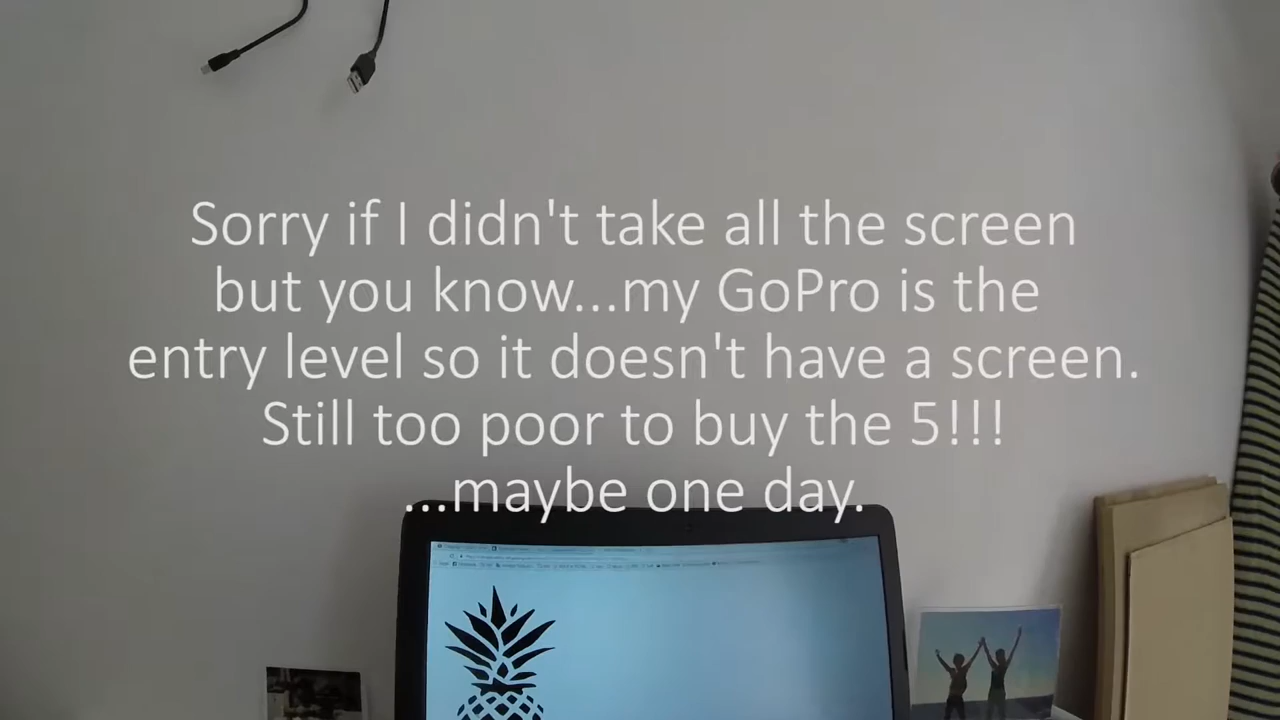 Sorry if I didn't take all the screen
but you know...my GoPro is the
entry level so it doesn't have a screen.
Still too poor to buy the 5!!!
...maybe one day.